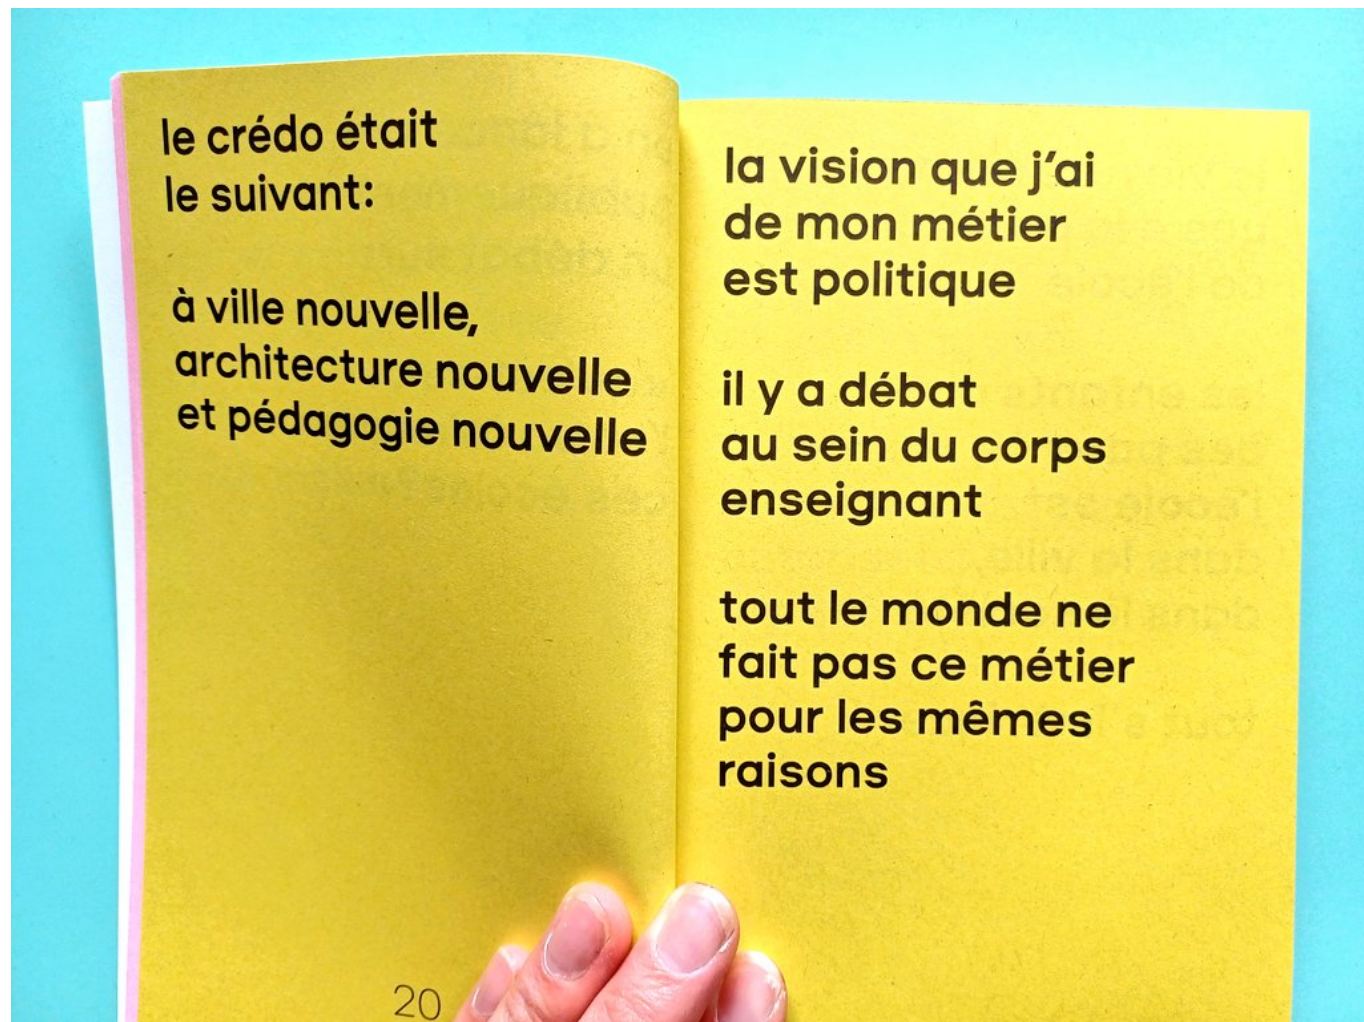 le crédo était
le suivant:
à ville nouvelle,
architecture nouvelle
et pédagogie nouvelle
20
la vision que j’ai
de mon métier
est politique
il y a débat
au sein du corps
enseignant
tout le monde ne
fait pas ce métier
pour les mêmes
raisons